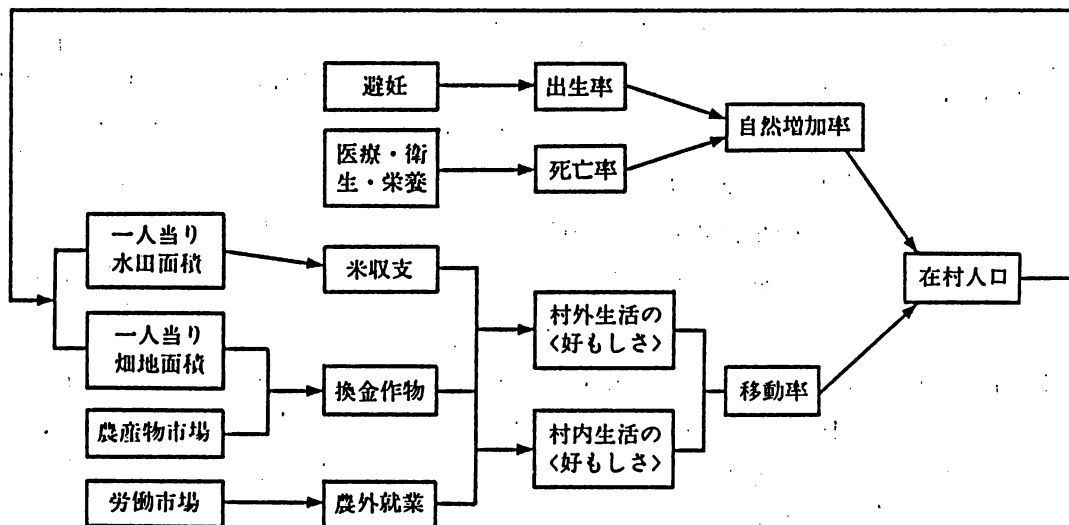 避妊
出生率
自然増加率
医療・衛
生・栄養
死亡率
一人当り
水田面積
米収支
在村人口
村外生活の
〈好もしさ〉
一人当り
畑地面積
換金作物
移動率
農産物市場
村内生活の
〈好もしさ〉
労働市場
農外就業